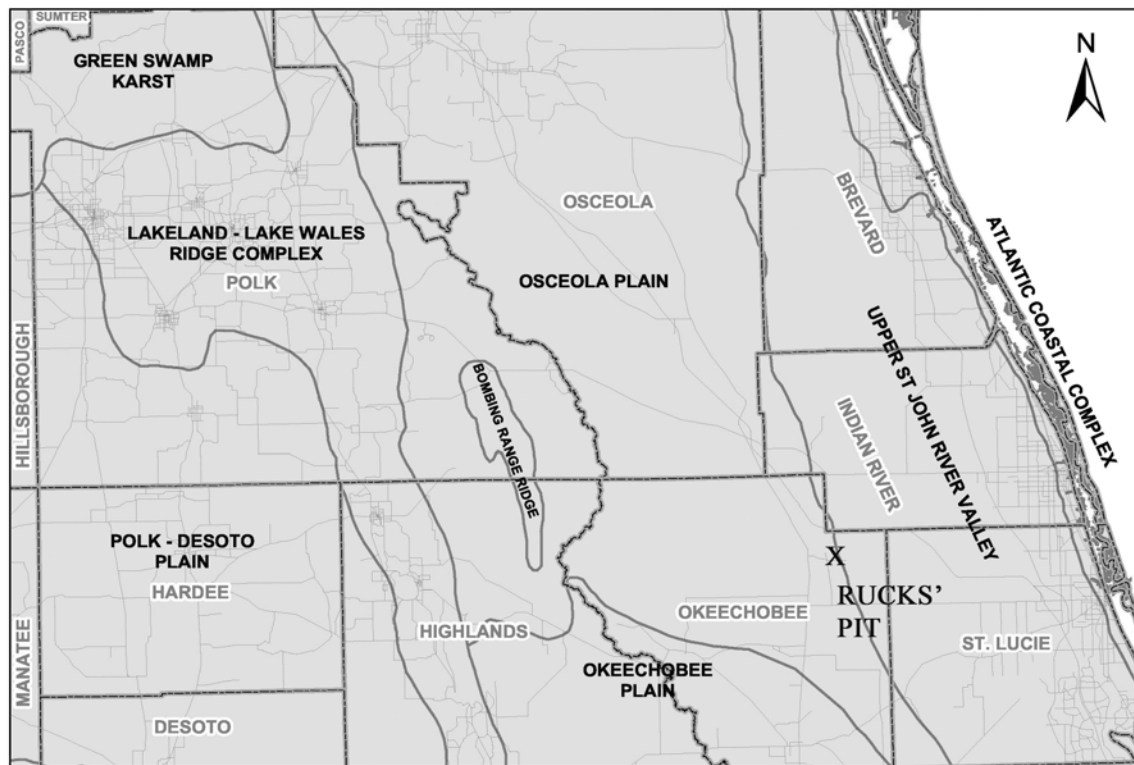 PASCO
SUMTER
GREEN SWAMP
KARST
N
OSCEOLA
BREVARD
LAKELAND - LAKE WALES
RIDGE COMPLEX
POLK
OSCEOLA PLAIN
ATLANTIC COASTAL COMPLEX
UPPER ST JOHN RIVER VALLEY
HILLSBOROUGH
BOMBING RANGE RIDGE
INDIAN RIVER
POLK - DESOTO
PLAIN
HARDEE
X
RUCKS'
PIT
OKEECHOBEE
HIGHLANDS
ST. LUCIE
MANATEE
OKEECHOBEE
PLAIN
DESOTO